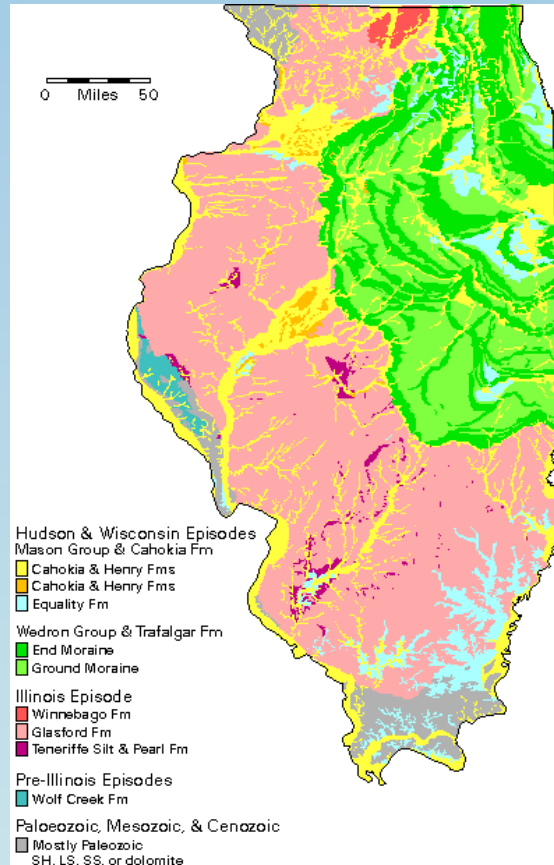 0 Miles 50
Hudson & Wisconsin Episodes
Mason Group & Cahokia Fm
Cahokia & Henry Fms
Cahokia & Henry Fms
Equality Fm
Wedron Group & Trafalgar Fm
End Moraine
Ground Moraine
Illinois Episode
Winnebago Fm
Glasford Fm
Teneriffe Silt & Pearl Fm
Pre-Illinois Episodes
Wolf Creek Fm
Paloeozoic, Mesozoic, & Cenozoic
Mostly Paleozoic
SH, LS, SS, or dolomite